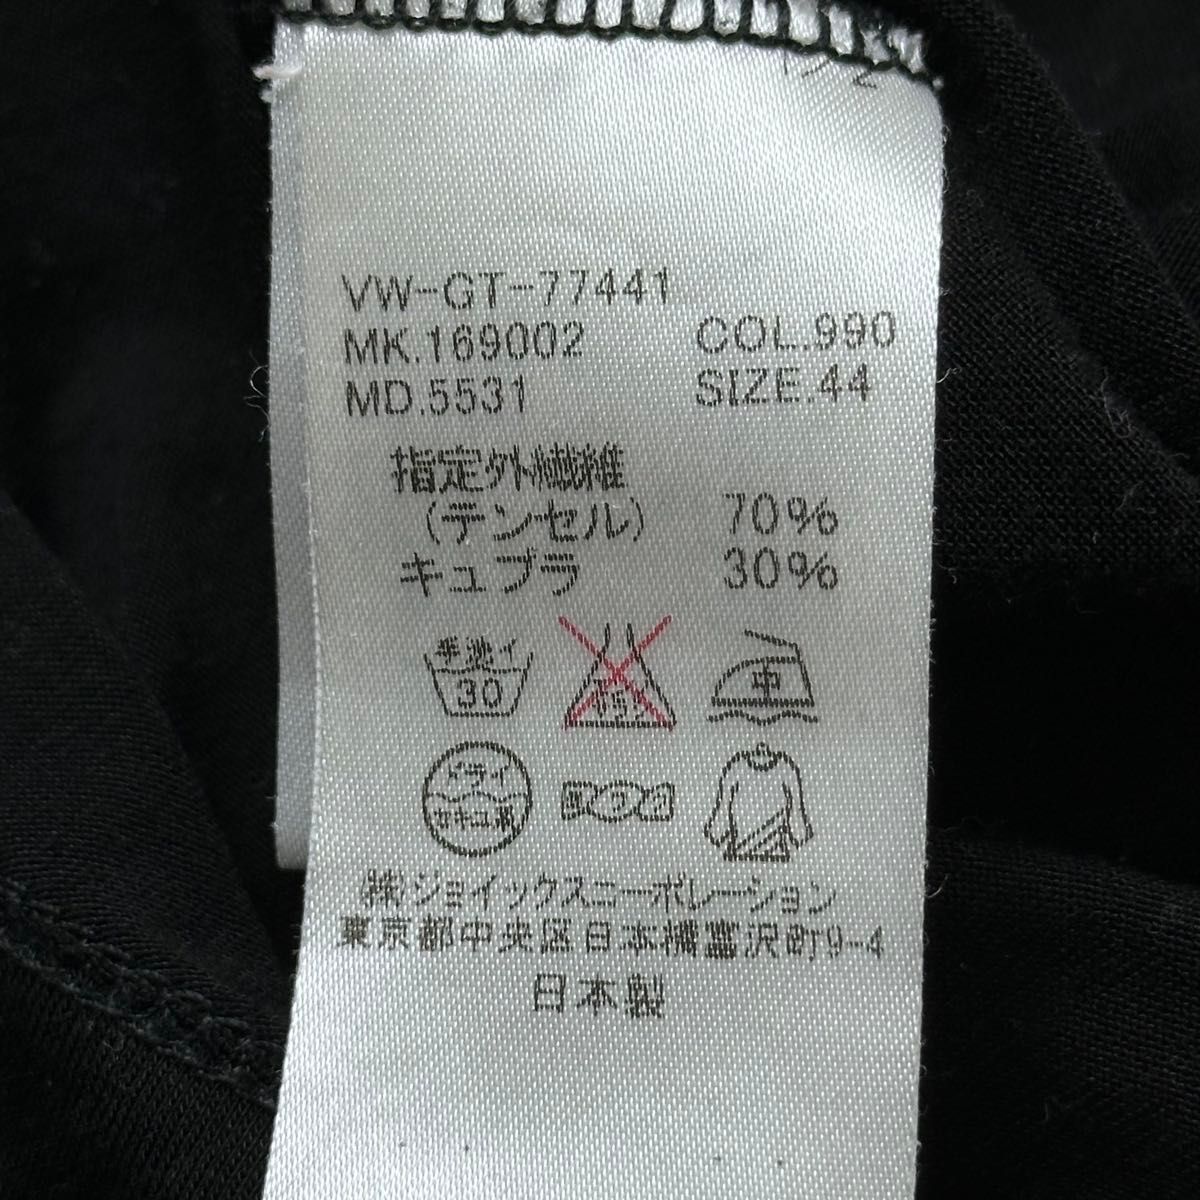 VW-GT-77441
MK.169002 COL.990
MD.5531 SIZE.44
指定外繊維
(テンセル) 70%
キュプラ 30%
手洗イ
30
中
ドライ
セキユ系
(株)ジョイックスコーポレーション
東京都中央区日本橋富沢町9-4
日本製